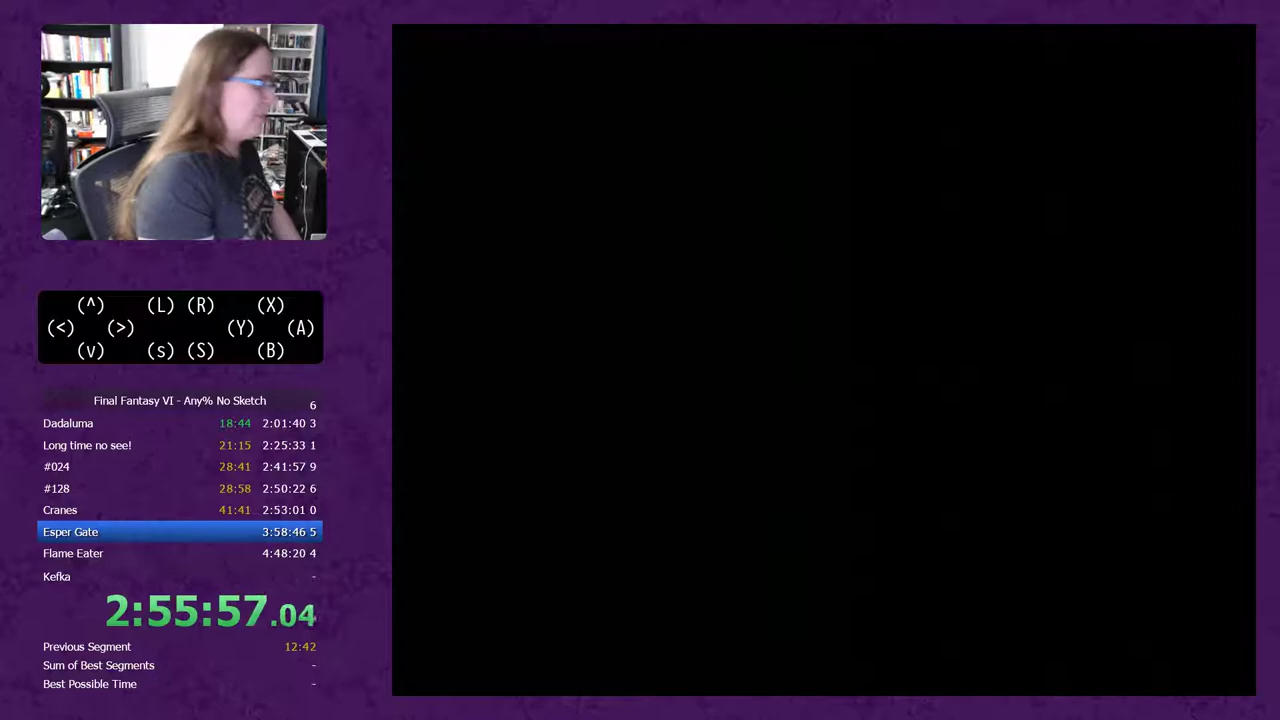 (^) (L) (R) (X)
(<) (>) (Y) (A)
(v) (s) (S) (B)
Final Fantasy VI - Any% No Sketch 6
Dadaluma 18:44 2:01:40 3
Long time no see! 21:15 2:25:33 1
#024 28:41 2:41:57 9
#128 28:58 2:50:22 6
Cranes 41:41 2:53:01 0
Esper Gate 3:58:46 5
Flame Eater 4:48:20 4
Kefka -
2:55:57.04
Previous Segment 12:42
Sum of Best Segments -
Best Possible Time -